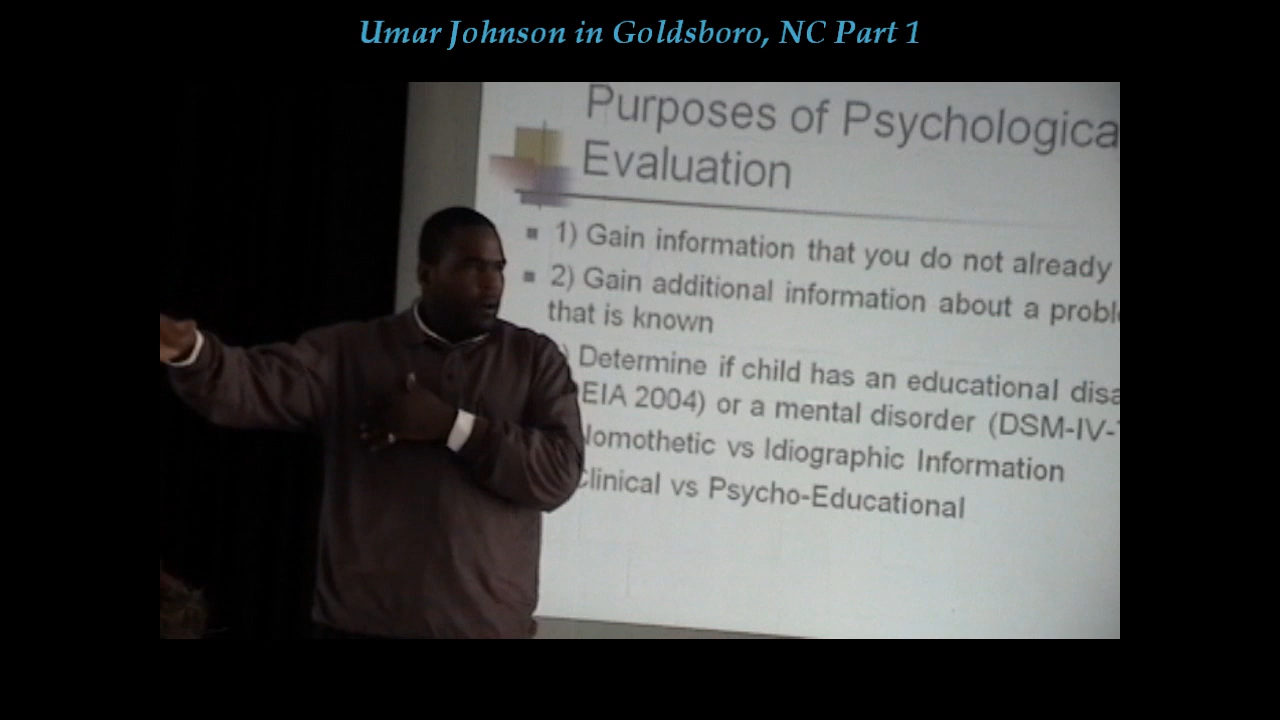 Umar Johnson in Goldsboro, NC Part 1
Purposes of Psychologica
Evaluation
1) Gain information that you do not already
2) Gain additional information about a proble
that is known
) Determine if child has an educational disa
EIA 2004) or a mental disorder (DSM-IV-
Nomothetic vs Idiographic Information
Clinical vs Psycho-Educational